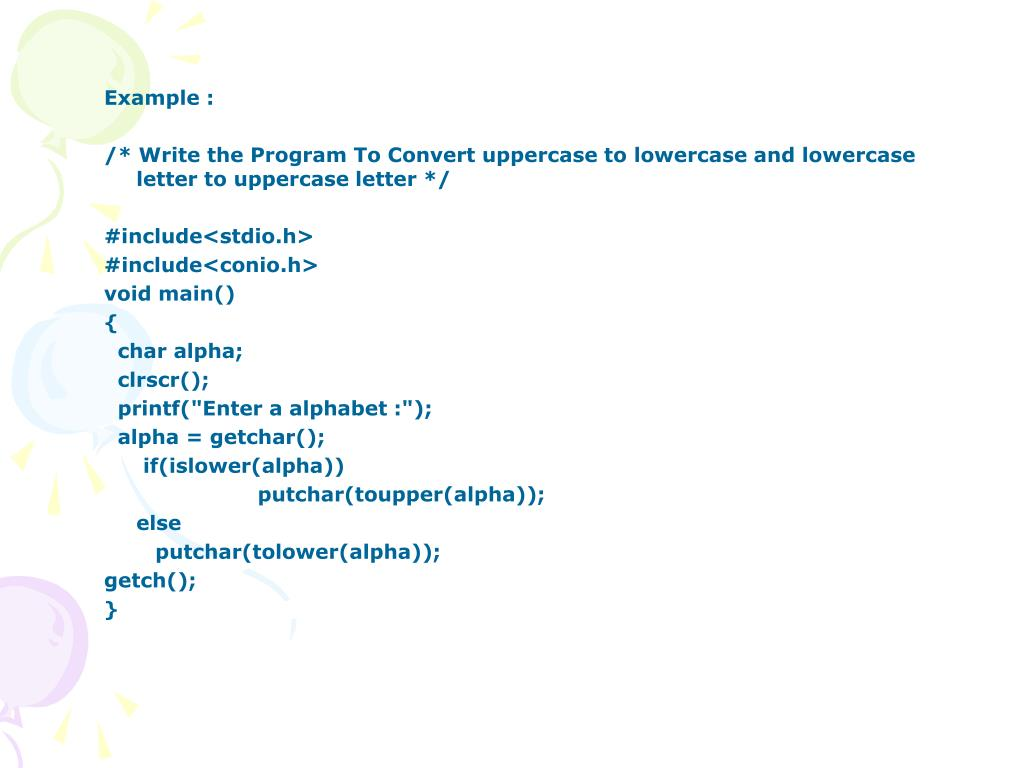 Example :
/* Write the Program To Convert uppercase to lowercase and lowercase
letter to uppercase letter */
#include<stdio.h>
#include<conio.h>
void main()
{
char alpha;
clrscr();
printf("Enter a alphabet :");
alpha = getchar();
if(islower(alpha))
putchar(toupper(alpha));
else
putchar(tolower(alpha));
getch();
}